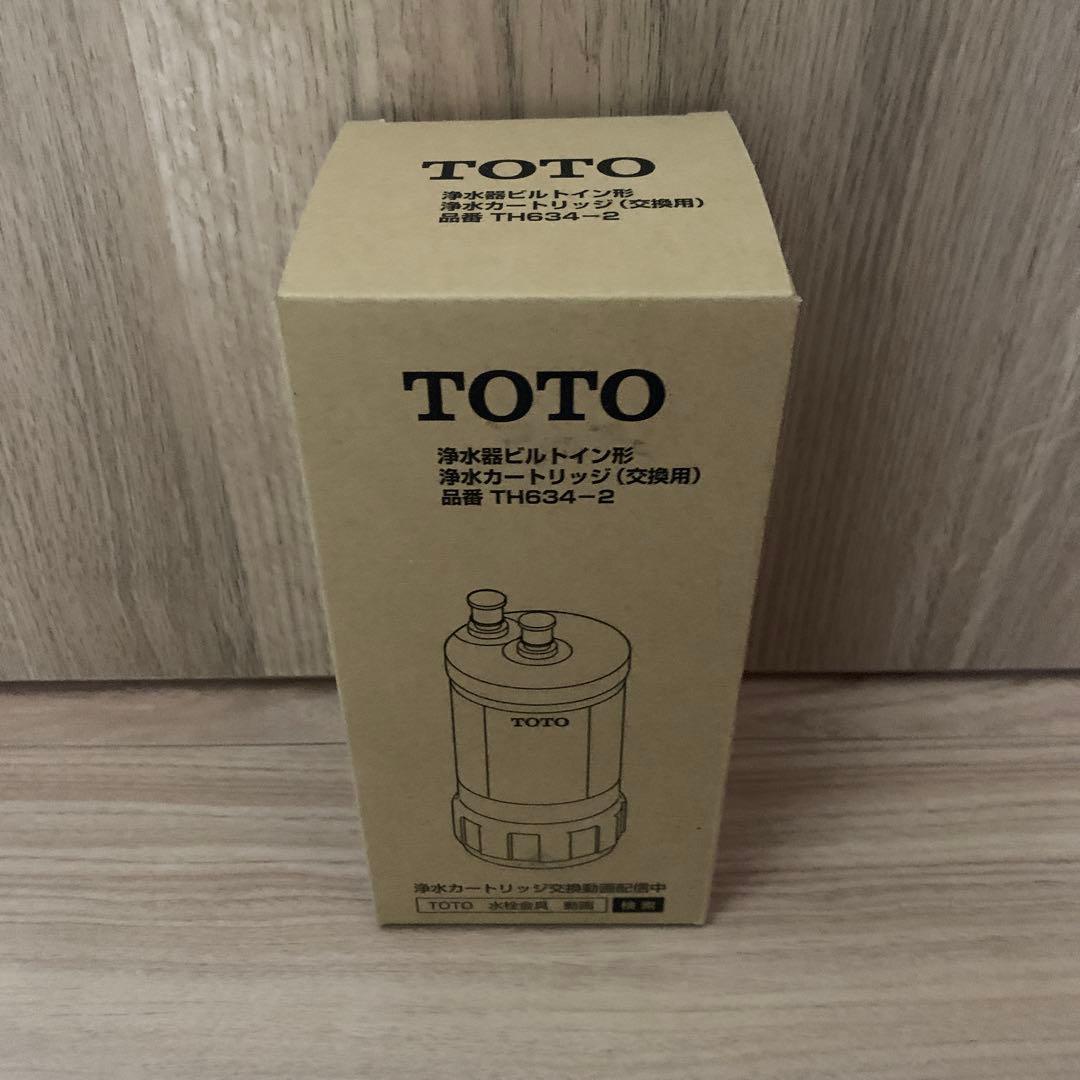 TOTO
浄水器ビルトイン形
浄水カートリッジ(交換用)
品番 TH634-2
TOTO
浄水器ビルトイン形
浄水カートリッジ(交換用)
品番 TH634-2
TOTO
浄水カートリッジ交換動画配信中
TOTO 水栓金具 動画 検索